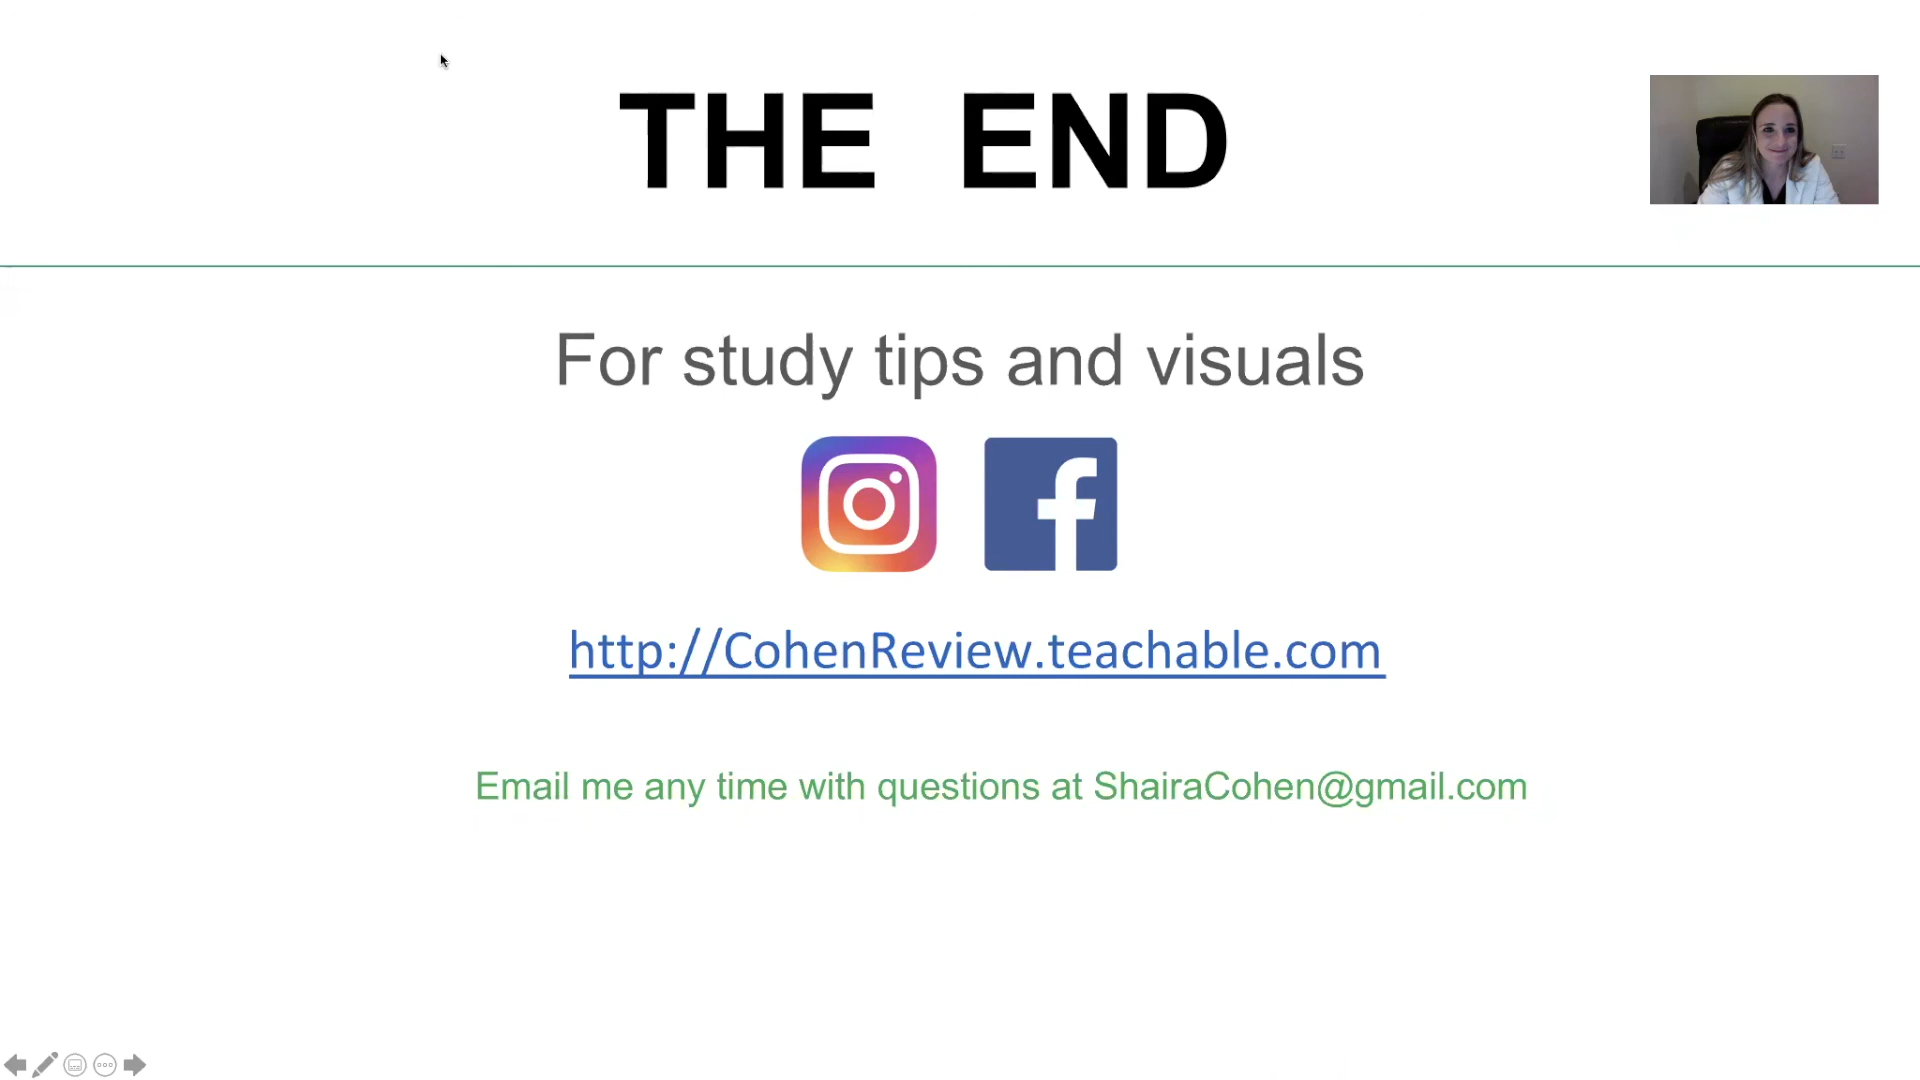 THE END
For study tips and visuals
http://CohenReview.teachable.com
Email me any time with questions at ShairaCohen@gmail.com